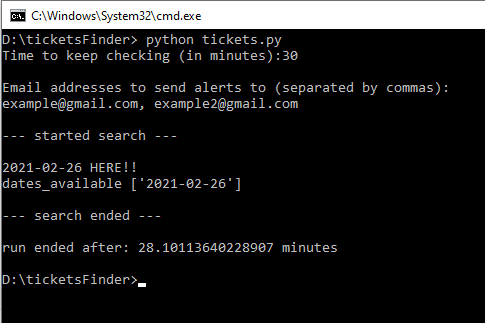 C:\Windows\System32\cmd.exe
D:\ticketsFinder> python tickets.py
Time to keep checking (in minutes):30
Email addresses to send alerts to (separated by commas):
example@gmail.com, example2@gmail.com
--- started search ---
2021-02-26 HERE!!
dates_available ['2021-02-26']
--- search ended ---
run ended after: 28.10113640228907 minutes
D:\ticketsFinder>